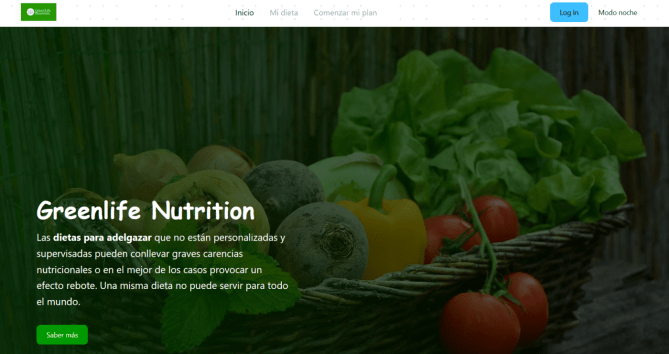 Inicio
Mi dieta
Comenzar mi plan
Log in
Modo noche
Greenlife Nutrition
Las dietas para adelgazar que no están personalizadas y
supervisadas pueden conllevar graves carencias
nutricionales o en el mejor de los casos provocar un
efecto rebote. Una misma dieta no puede servir para todo
el mundo.
Saber más